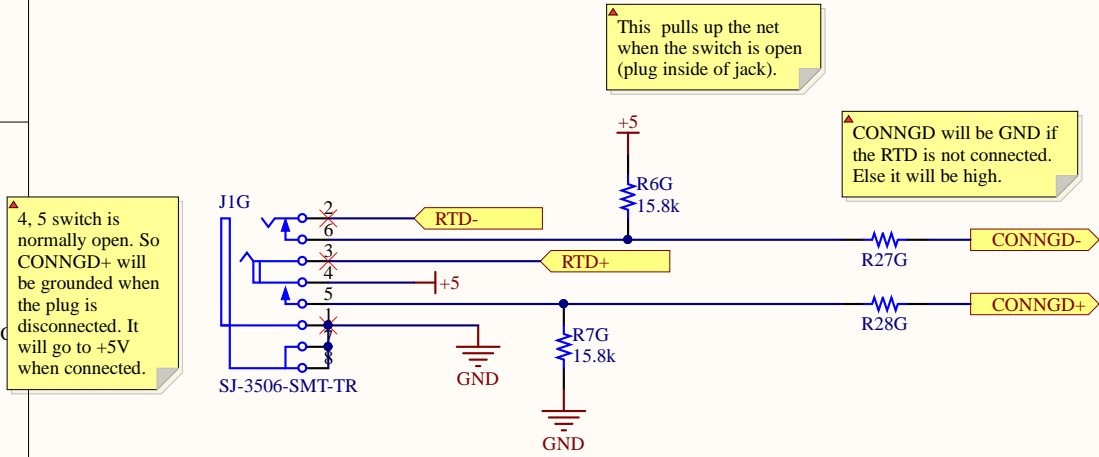 This pulls up the net
when the switch is open
(plug inside of jack).
+5
CONNGD will be GND if
the RTD is not connected.
Else it will be high.
4, 5 switch is
normally open. So
CONNGD+ will
be grounded when
the plug is
disconnected. It
will go to +5V
when connected.
J1G
2
RTD-
6
3
RTD+
4
+5
5
1
7
8
SJ-3506-SMT-TR
GND
R6G
15.8k
R7G
15.8k
GND
R27G
CONNGD-
R28G
CONNGD+